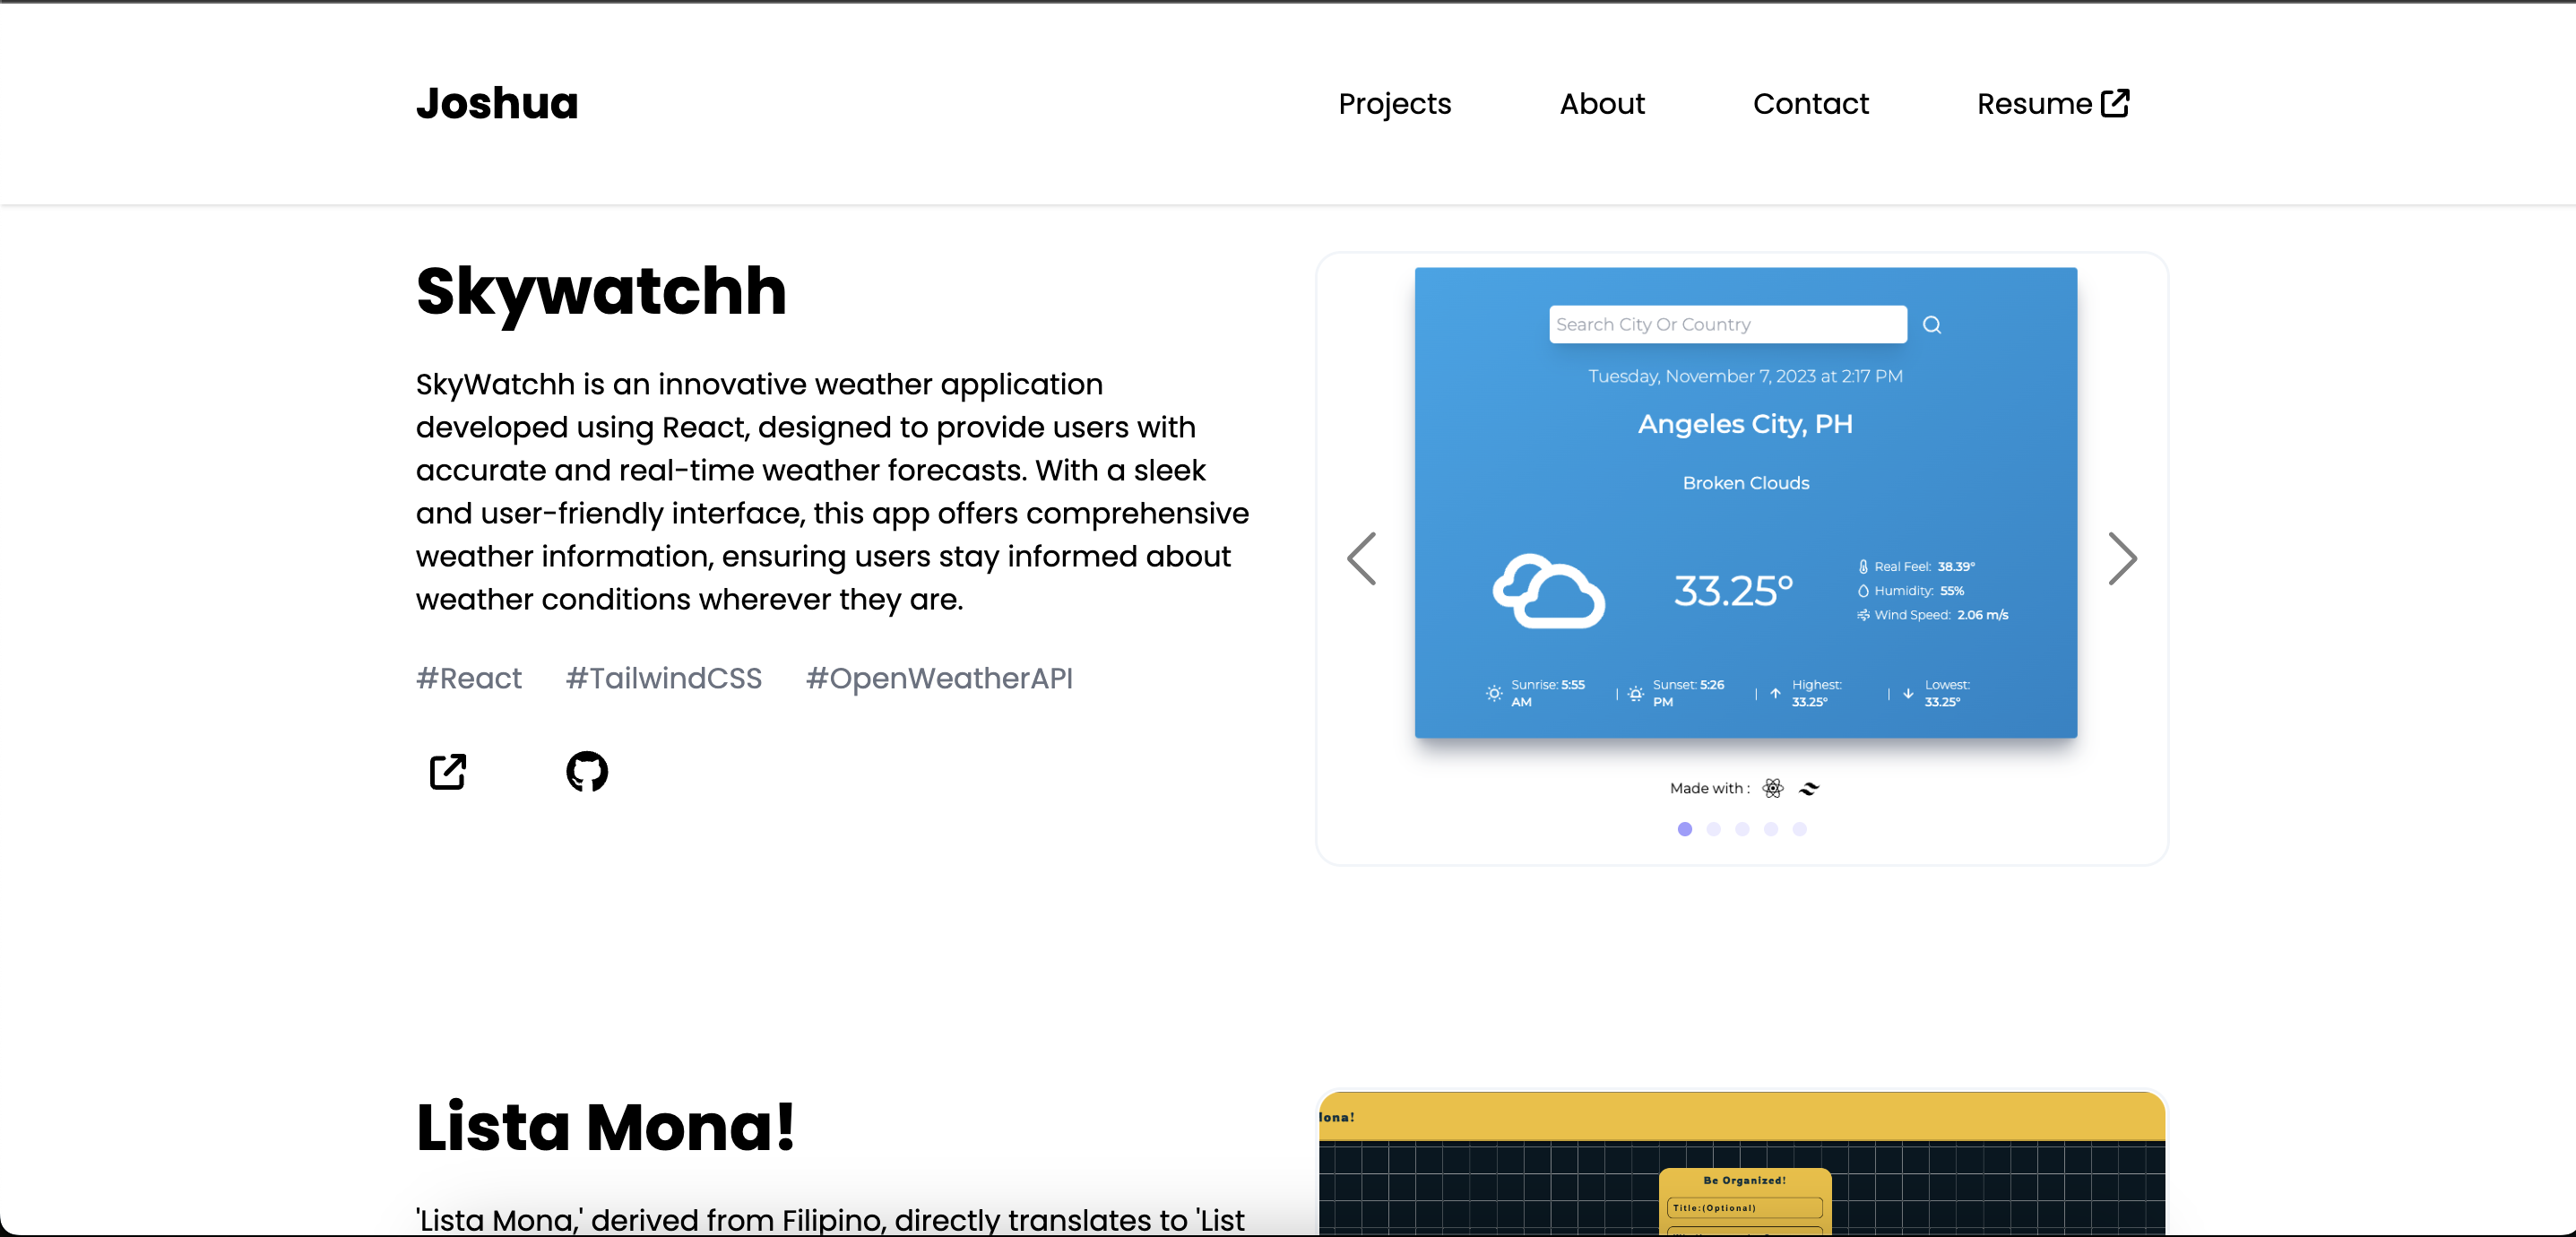 Joshua
Projects
About
Contact
Resume
Skywatchh
SkyWatchh is an innovative weather application
developed using React, designed to provide users with
accurate and real-time weather forecasts. With a sleek
and user-friendly interface, this app offers comprehensive
weather information, ensuring users stay informed about
weather conditions wherever they are.
#React #TailwindCSS #OpenWeatherAPI
Search City Or Country
Tuesday, November 7, 2023 at 2:17 PM
Angeles City, PH
Broken Clouds
33.25°
Real Feel: 38.39°
Humidity: 55%
Wind Speed: 2.06 m/s
Sunrise: 5:55
AM
Sunset: 5:26
PM
Highest:
33.25°
Lowest:
33.25°
Made with :
Lista Mona!
'Lista Mona,' derived from Filipino, directly translates to 'List
Be Organized!
Title:(Optional)